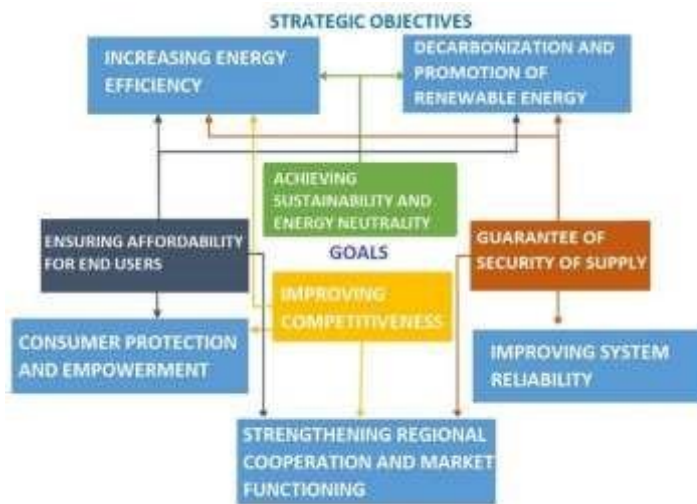 STRATEGIC OBJECTIVES
INCREASING ENERGY
EFFICIENCY
DECARBONIZATION AND
PROMOTION OF
RENEWABLE ENERGY
ACHIEVING
SUSTAINABILITY AND
ENERGY NEUTRALITY
ENSURING AFFORDABILITY
FOR END USERS
GOALS
GUARANTEE OF
SECURITY OF SUPPLY
IMPROVING
COMPETITIVENESS
CONSUMER PROTECTION
AND EMPOWERMENT
IMPROVING SYSTEM
RELIABILITY
STRENGTHENING REGIONAL
COOPERATION AND MARKET
FUNCTIONING